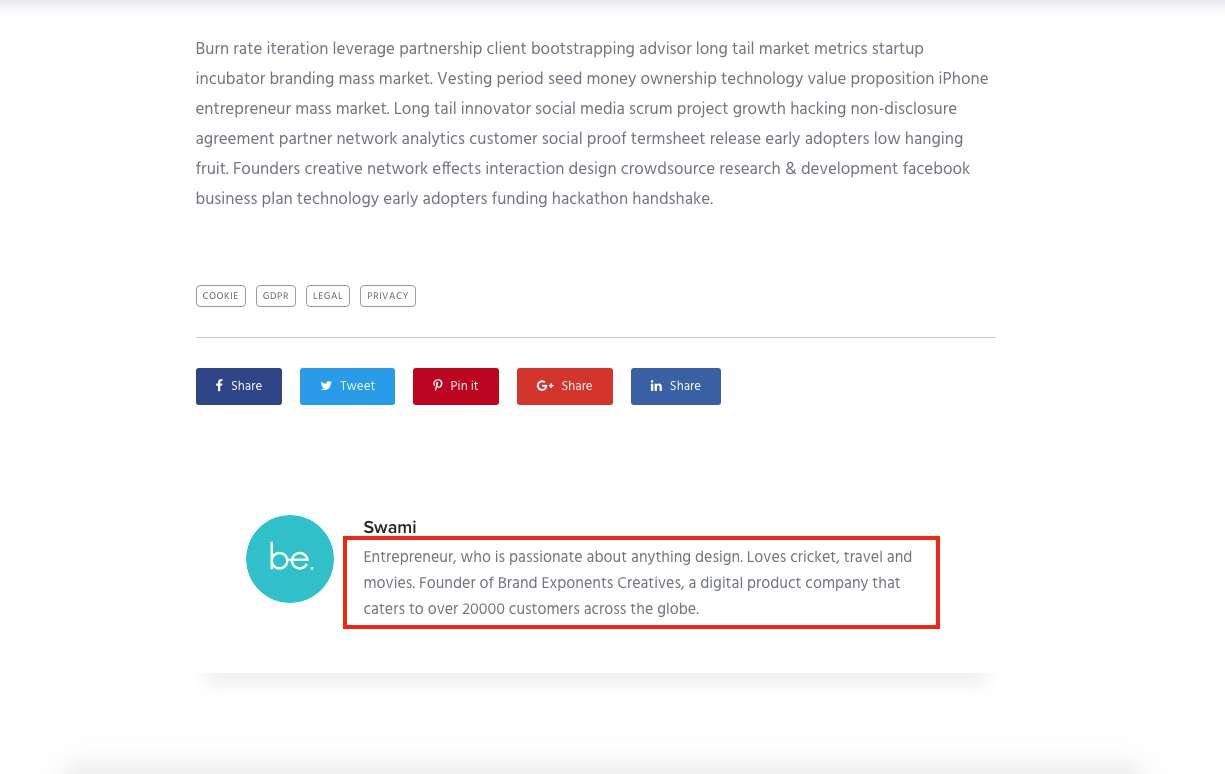 Burn rate iteration leverage partnership client bootstrapping advisor long tail market metrics startup
incubator branding mass market. Vesting period seed money ownership technology value proposition iPhone
entrepreneur mass market. Long tail innovator social media scrum project growth hacking non-disclosure
agreement partner network analytics customer social proof termsheet release early adopters low hanging
fruit. Founders creative network effects interaction design crowdsource research & development facebook
business plan technology early adopters funding hackathon handshake.
COOKIE GDPR LEGAL PRIVACY
Share Tweet Pin it G+ Share in Share
be.
Swami
Entrepreneur, who is passionate about anything design. Loves cricket, travel and
movies. Founder of Brand Exponents Creatives, a digital product company that
caters to over 20000 customers across the globe.